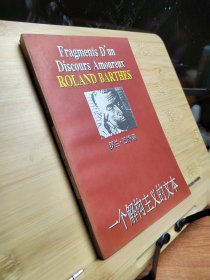 Fragments D'un
Discours Amoureux
ROLAND BARTHES
一个解构主义的文本